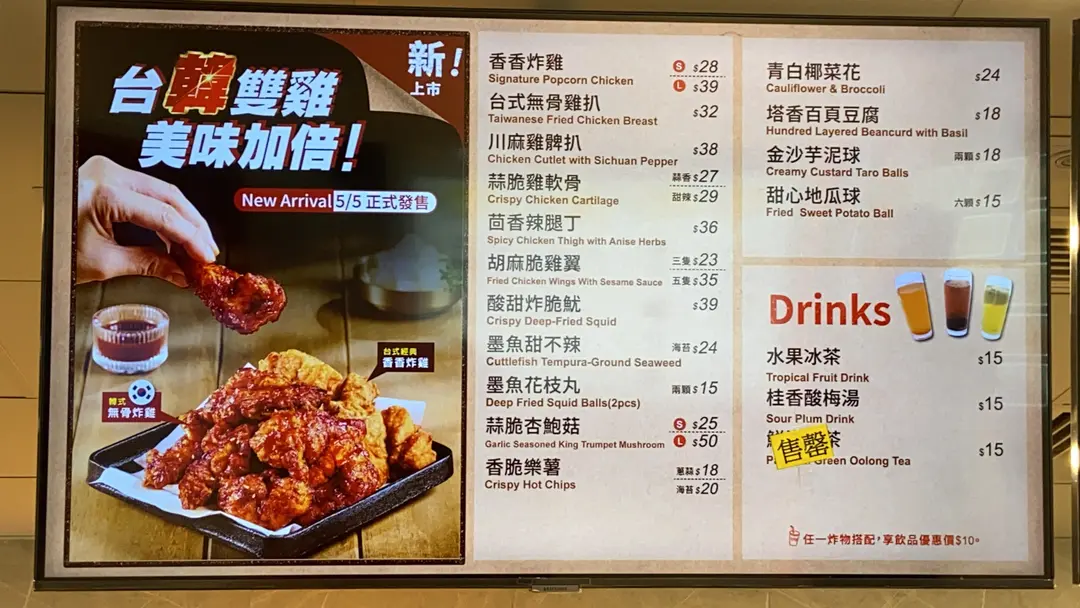 新!
上市
台韓雙雞
美味加倍!
New Arrival 5/5 正式發售
台式經典
香香炸雞
韓式
無骨炸雞
香香炸雞 S $28
Signature Popcorn Chicken L $39
台式無骨雞扒 $32
Taiwanese Fried Chicken Breast
川麻雞髀扒 $38
Chicken Cutlet with Sichuan Pepper
蒜脆雞軟骨 蒜香 $27
Crispy Chicken Cartilage 甜辣 $29
茴香辣腿丁 $36
Spicy Chicken Thigh with Anise Herbs
胡麻脆雞翼 三隻 $23
Fried Chicken Wings With Sesame Sauce 五隻 $35
酸甜炸脆魷 $39
Crispy Deep-Fried Squid
墨魚甜不辣 海苔 $24
Cuttlefish Tempura-Ground Seaweed
墨魚花枝丸 兩顆 $15
Deep Fried Squid Balls(2pcs)
蒜脆杏鮑菇 S $25
Garlic Seasoned King Trumpet Mushroom L $50
香脆樂薯 蔥蒜 $18
Crispy Hot Chips 海苔 $20
青白椰菜花 $24
Cauliflower & Broccoli
塔香百頁豆腐 $18
Hundred Layered Beancurd with Basil
金沙芋泥球 兩顆 $18
Creamy Custard Taro Balls
甜心地瓜球 六顆 $15
Fried Sweet Potato Ball
Drinks
水果冰茶 $15
Tropical Fruit Drink
桂香酸梅湯 $15
Sour Plum Drink
茶 $15
售罄
Green Oolong Tea
任一炸物搭配,享飲品優惠價$10。